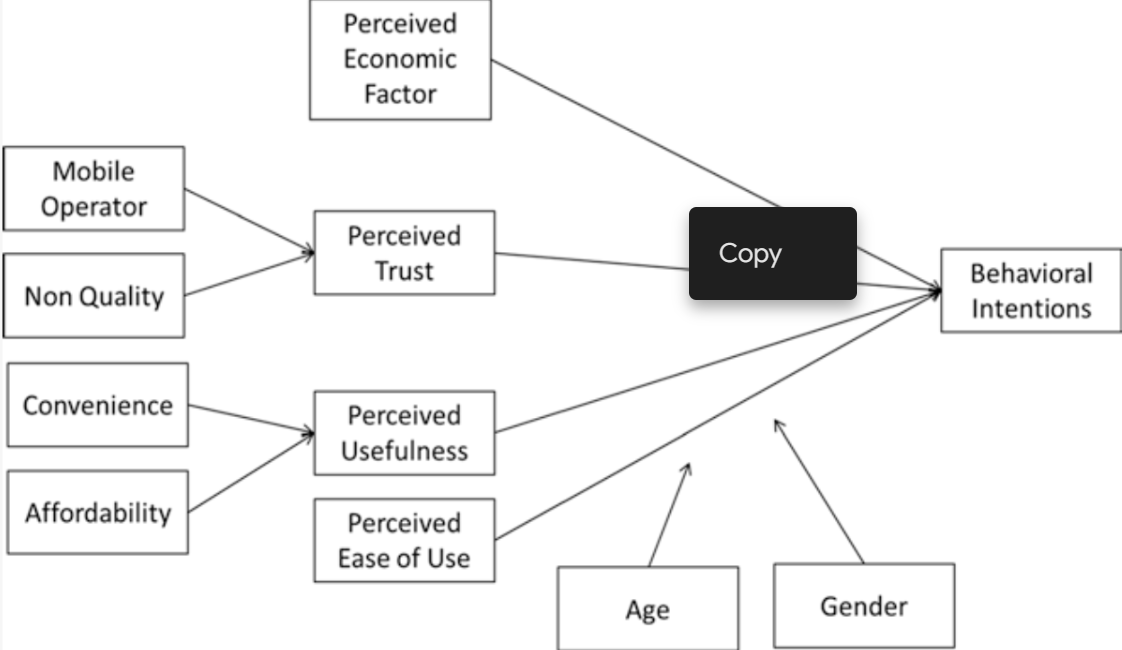 Perceived
Economic
Factor
Mobile
Operator
Perceived
Trust
Copy
Non Quality
Behavioral
Intentions
Convenience
Perceived
Usefulness
Affordability
Perceived
Ease of Use
Age
Gender